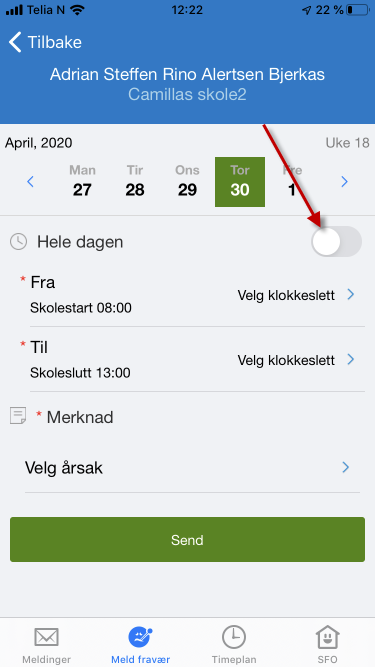 Telia N 12:22 22 %
Tilbake
Adrian Steffen Rino Alertsen Bjerkas
Camillas skole2
April, 2020 Uke 18
Man Tir Ons Tor Fre
27 28 29 30 1
Hele dagen
* Fra
Skolestart 08:00 Velg klokkeslett
* Til
Skoleslutt 13:00 Velg klokkeslett
* Merknad
Velg årsak
Send
Meldinger Meld fravær Timeplan SFO